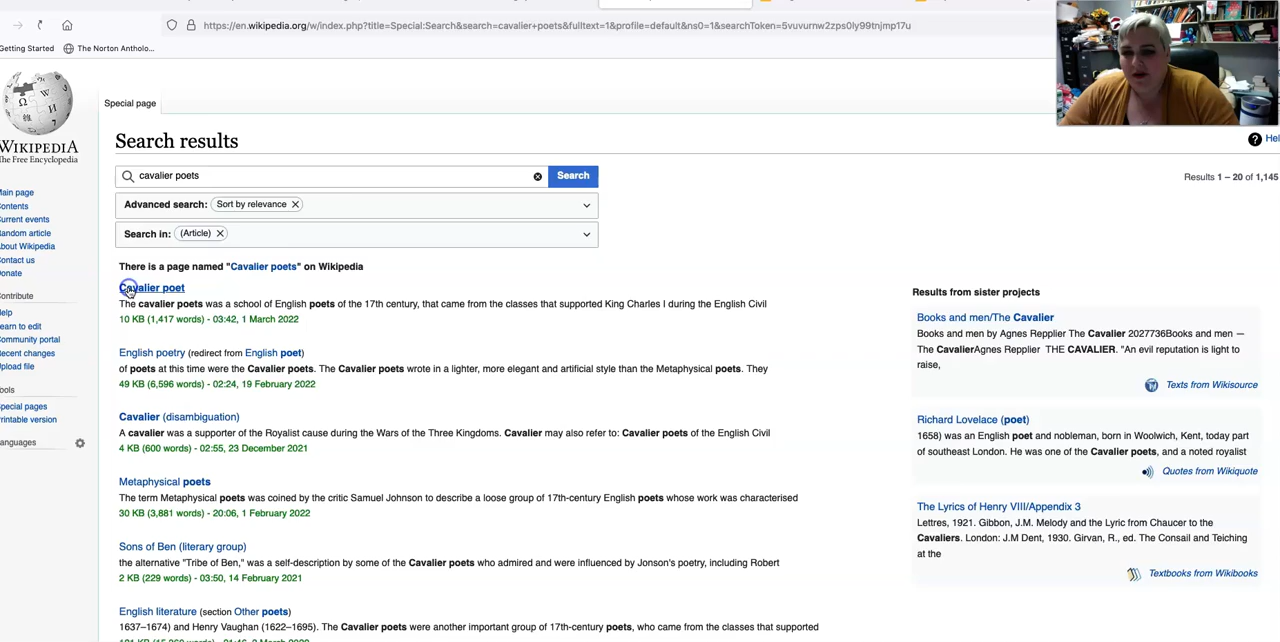 https://en.wikipedia.org/w/index.php?title=Special:Search&search=cavalier+poets&fulltext=1&profile=default&ns0=1&searchToken=5vuvurnw2zps0ly99tnjmp17u
Getting Started The Norton Antholo...
WIKIPEDIA
The Free Encyclopedia
Special page
Main page
Contents
Current events
Random article
About Wikipedia
Contact us
Donate
Contribute
Help
Learn to edit
Community portal
Recent changes
Upload file
Tools
Special pages
Printable version
Languages
Search results
Hel
cavalier poets Search
Results 1 – 20 of 1,145
Advanced search: Sort by relevance
Search in: (Article)
There is a page named "Cavalier poets" on Wikipedia
Cavalier poet
The cavalier poets was a school of English poets of the 17th century, that came from the classes that supported King Charles I during the English Civil
10 KB (1,417 words) - 03:42, 1 March 2022
English poetry (redirect from English poet)
of poets at this time were the Cavalier poets. The Cavalier poets wrote in a lighter, more elegant and artificial style than the Metaphysical poets. They
49 KB (6,596 words) - 02:24, 19 February 2022
Cavalier (disambiguation)
A cavalier was a supporter of the Royalist cause during the Wars of the Three Kingdoms. Cavalier may also refer to: Cavalier poets of the English Civil
4 KB (600 words) - 02:55, 23 December 2021
Metaphysical poets
The term Metaphysical poets was coined by the critic Samuel Johnson to describe a loose group of 17th-century English poets whose work was characterised
30 KB (3,881 words) - 20:06, 1 February 2022
Sons of Ben (literary group)
the alternative "Tribe of Ben," was a self-description by some of the Cavalier poets who admired and were influenced by Jonson's poetry, including Robert
2 KB (229 words) - 03:50, 14 February 2021
English literature (section Other poets)
1637–1674) and Henry Vaughan (1622–1695). The Cavalier poets were another important group of 17th-century poets, who came from the classes that supported
Results from sister projects
Books and men/The Cavalier
Books and men by Agnes Repplier The Cavalier 2027736Books and men —
The CavalierAgnes Repplier THE CAVALIER. "An evil reputation is light to
raise,
Texts from Wikisource
Richard Lovelace (poet)
1658) was an English poet and nobleman, born in Woolwich, Kent, today part
of southeast London. He was one of the Cavalier poets, and a noted royalist
Quotes from Wikiquote
The Lyrics of Henry VIII/Appendix 3
Lettres, 1921. Gibbon, J.M. Melody and the Lyric from Chaucer to the
Cavaliers. London: J.M Dent, 1930. Girvan, R., ed. The Consail and Teiching
at the
Textbooks from Wikibooks